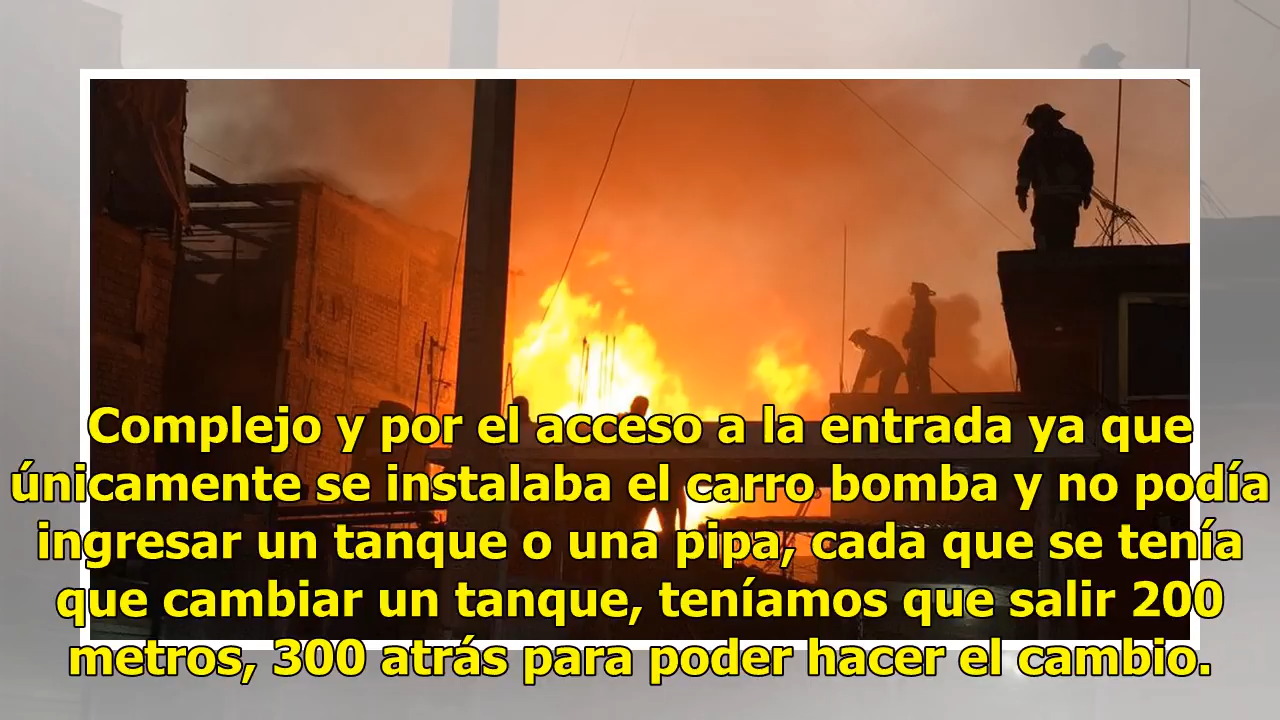 Complejo y por el acceso a la entrada ya que
únicamente se instalaba el carro bomba y no podía
ingresar un tanque o una pipa, cada que se tenía
que cambiar un tanque, teníamos que salir 200
metros, 300 atrás para poder hacer el cambio.